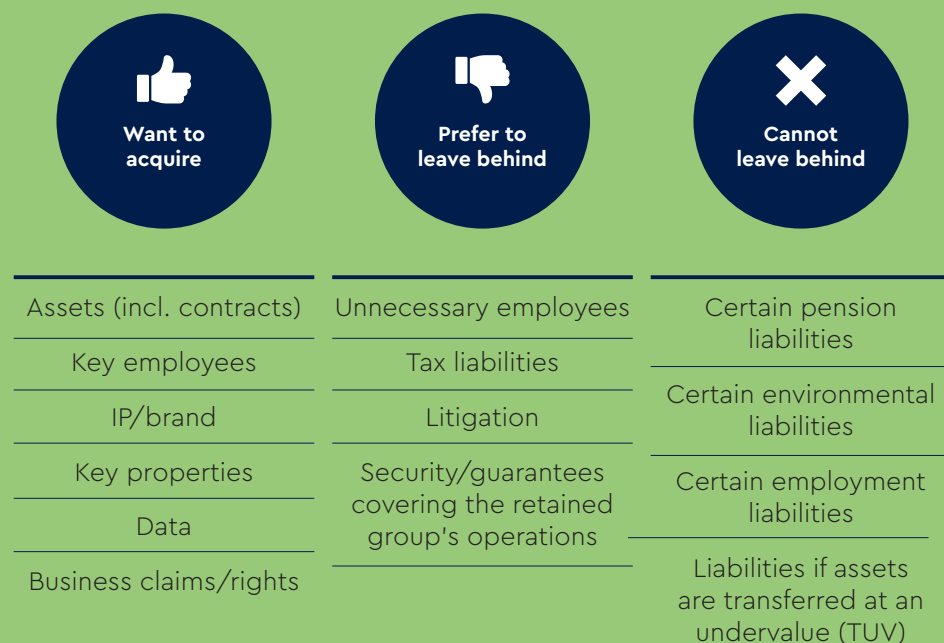 Want to
acquire
Assets (incl. contracts)
Key employees
IP/brand
Key properties
Data
Business claims/rights
Prefer to
leave behind
Unnecessary employees
Tax liabilities
Litigation
Security/guarantees
covering the retained
group's operations
Cannot
leave behind
Certain pension
liabilities
Certain environmental
liabilities
Certain employment
liabilities
Liabilities if assets
are transferred at an
undervalue (TUV)